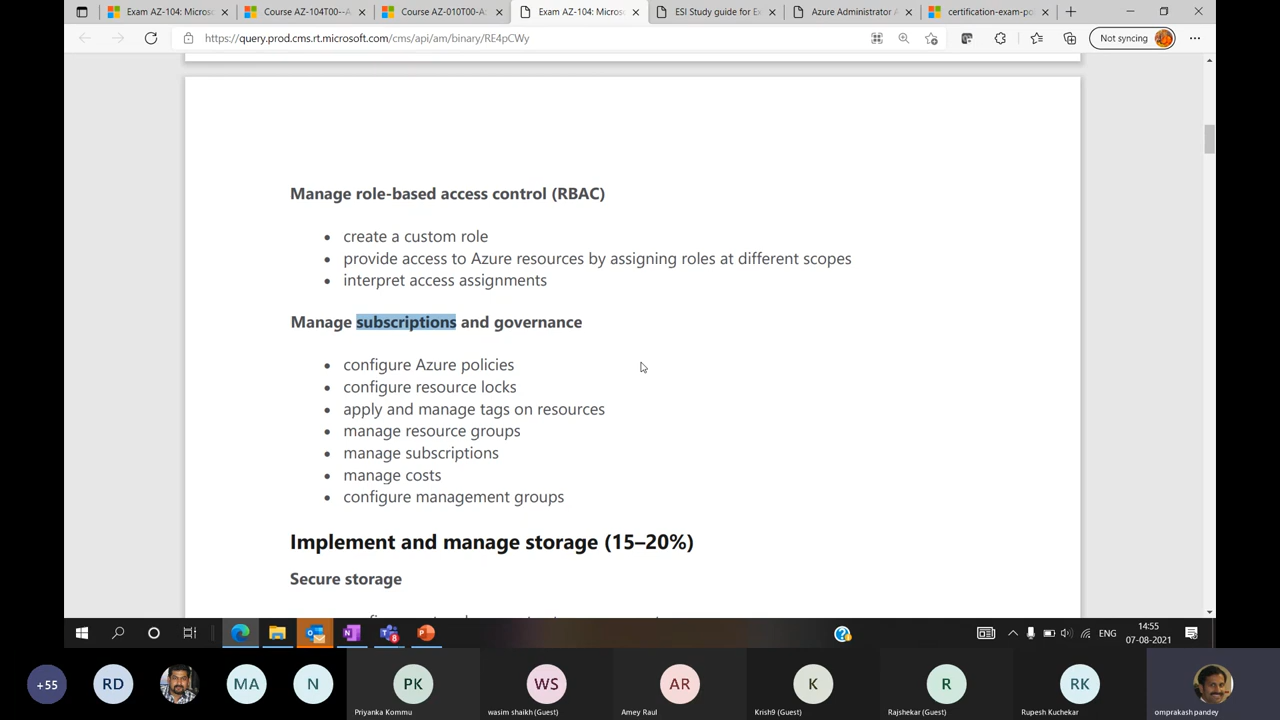 Exam AZ-104: Microso
Course AZ-104T00--A
Course AZ-010T00-A
Exam AZ-104: Microso
ESI Study guide for Ex
Azure Administrator A
certification-exam-po
https://query.prod.cms.rt.microsoft.com/cms/api/am/binary/RE4pCWy
Not syncing
Manage role-based access control (RBAC)
• create a custom role
• provide access to Azure resources by assigning roles at different scopes
• interpret access assignments
Manage subscriptions and governance
• configure Azure policies
• configure resource locks
• apply and manage tags on resources
• manage resource groups
• manage subscriptions
• manage costs
• configure management groups
Implement and manage storage (15–20%)
Secure storage
ENG
14:55
07-08-2021
+55
RD
MA
N
PK
WS
AR
K
R
RK
Priyanka Kommu
wasim shaikh (Guest)
Amey Raul
Krish9 (Guest)
Rajshekar (Guest)
Rupesh Kuchekar
omprakash pandey